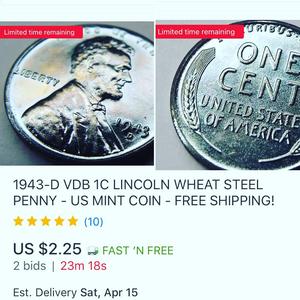 Limited time remaining
Limited time remaining
LIBERTY
1943
D
ONE
CENT
UNITED STATES
OF AMERICA
1943-D VDB 1C LINCOLN WHEAT STEEL
PENNY - US MINT COIN - FREE SHIPPING!
(10)
US $2.25 FAST 'N FREE
2 bids | 23m 18s
Est. Delivery Sat, Apr 15